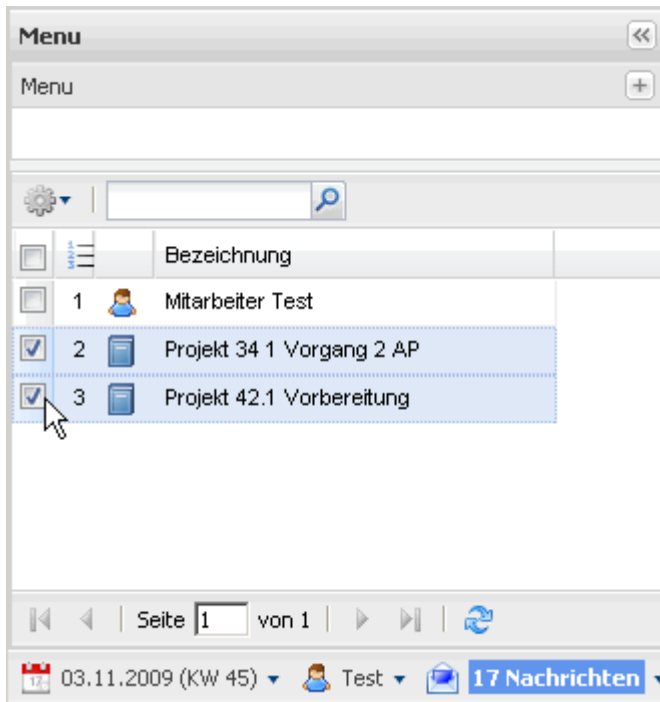 Menu
Menu
Bezeichnung
1 Mitarbeiter Test
2 Projekt 34 1 Vorgang 2 AP
3 Projekt 42.1 Vorbereitung
Seite 1 von 1
03.11.2009 (KW 45) Test 17 Nachrichten